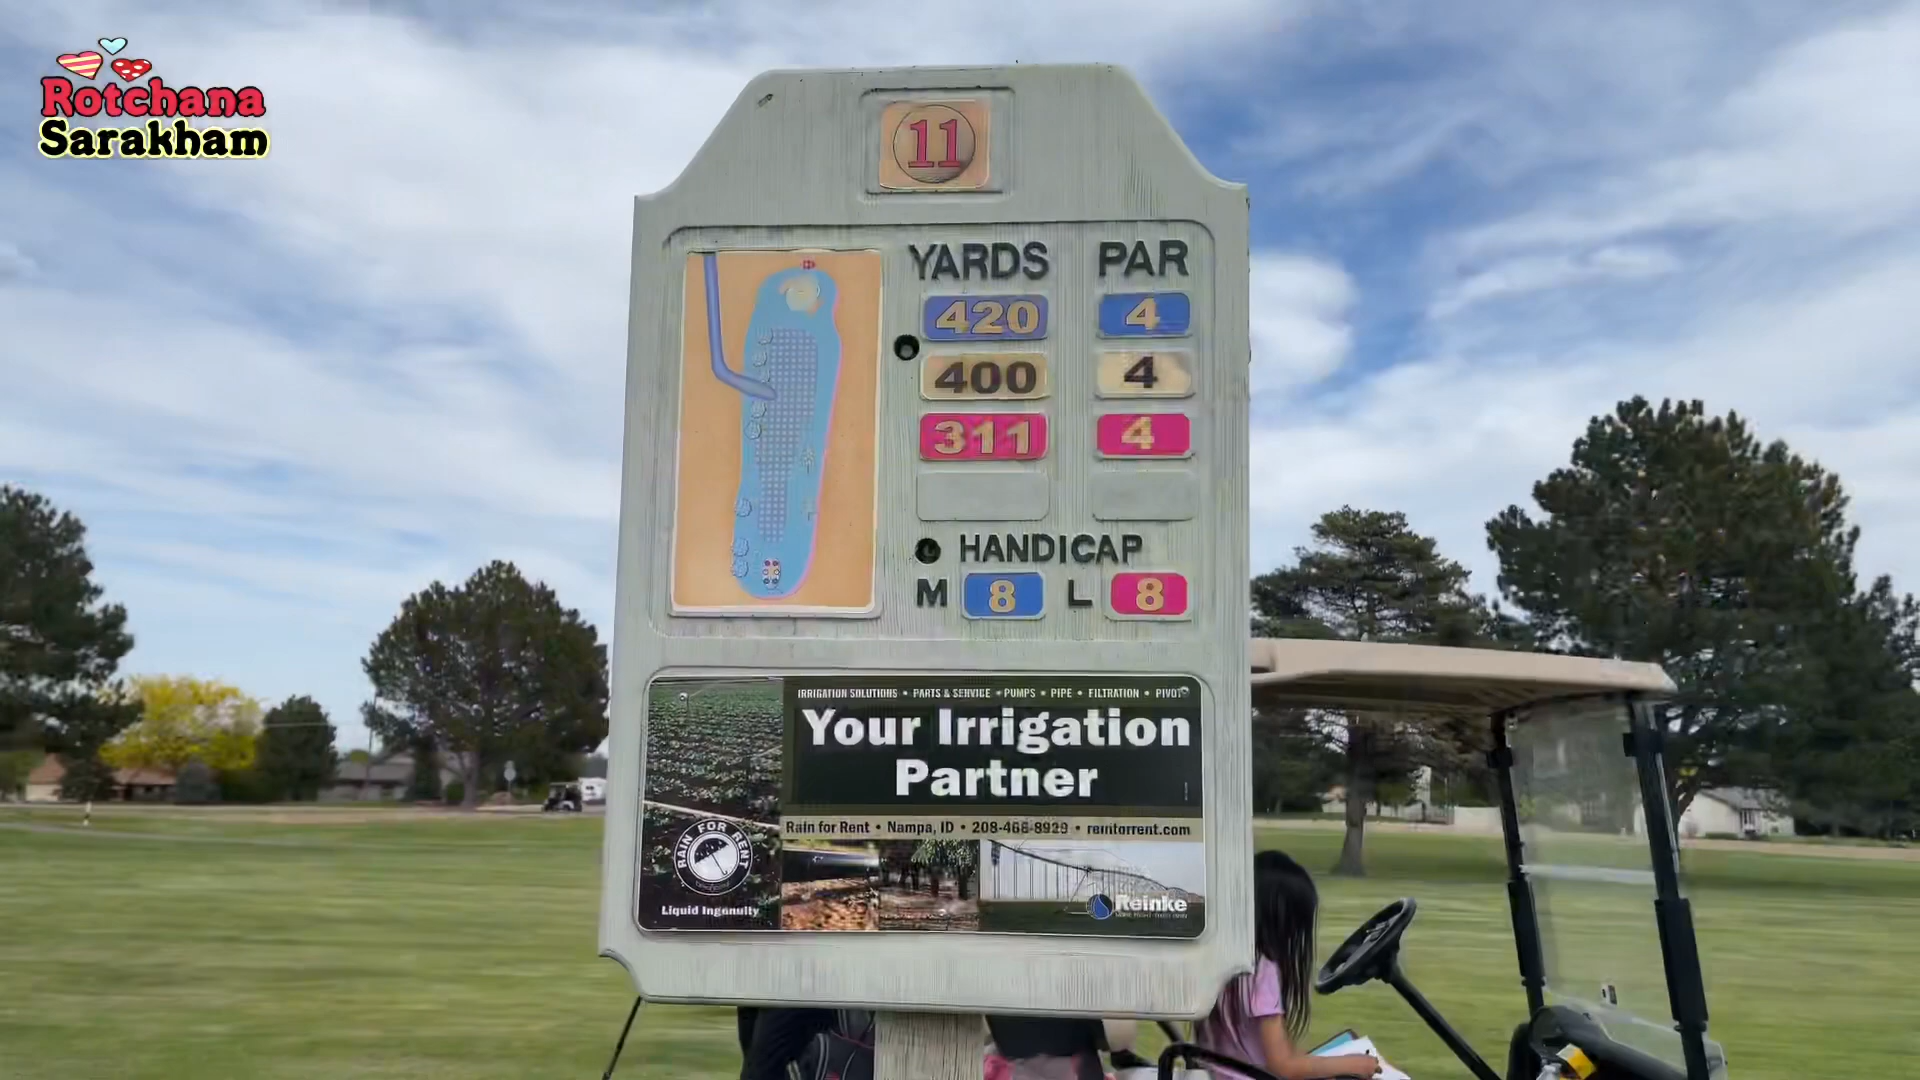 Rotchana
Sarakham
11
YARDS PAR
420 4
400 4
311 4
HANDICAP
M 8 L 8
IRRIGATION SOLUTIONS • PARTS & SERVICE • PUMPS • PIPE • FILTRATION • PIVOTS
Your Irrigation
Partner
Rain for Rent • Nampa, ID • 208-466-8929 • rainforrent.com
RAIN FOR RENT
Liquid Ingenuity
Reinke